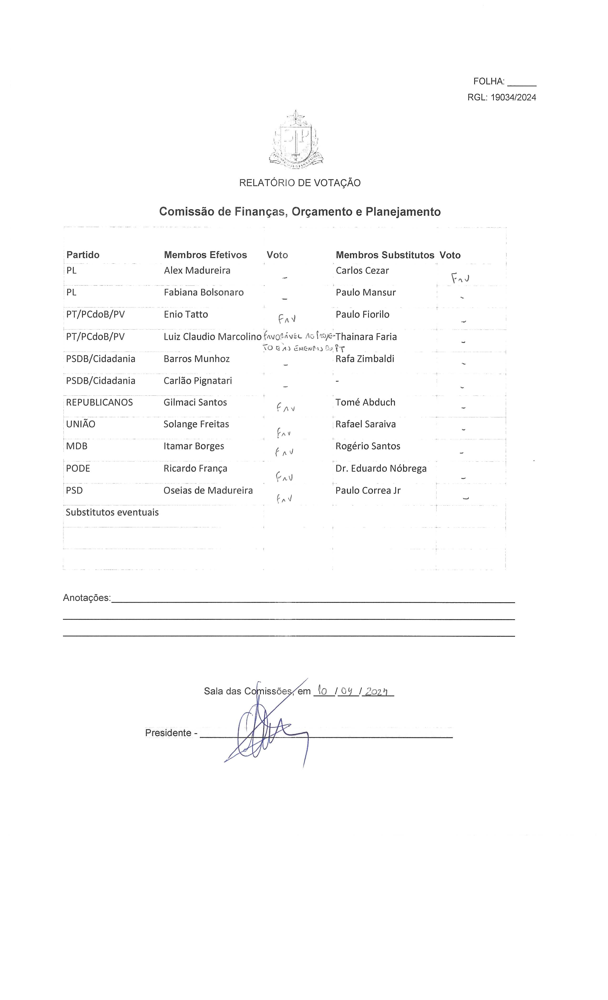 FOLHA: ______
RGL: 19034/2024
RELATÓRIO DE VOTAÇÃO
Comissão de Finanças, Orçamento e Planejamento
Partido Membros Efetivos Voto Membros Substitutos Voto
PL Alex Madureira - Carlos Cezar FAV
PL Fabiana Bolsonaro - Paulo Mansur -
PT/PCdoB/PV Enio Tatto FAV Paulo Fiorilo -
PT/PCdoB/PV Luiz Claudio Marcolino FAVORÁVEL AO PROJE- Thainara Faria -
TO E ÀS EMENDAS DO PT
PSDB/Cidadania Barros Munhoz - Rafa Zimbaldi -
PSDB/Cidadania Carlão Pignatari - - -
REPUBLICANOS Gilmaci Santos FAV Tomé Abduch -
UNIÃO Solange Freitas FAV Rafael Saraiva -
MDB Itamar Borges FAV Rogério Santos -
PODE Ricardo França FAV Dr. Eduardo Nóbrega -
PSD Oseias de Madureira FAV Paulo Correa Jr -
Substitutos eventuais
Anotações:
Sala das Comissões, em 10 / 09 / 2024
Presidente -